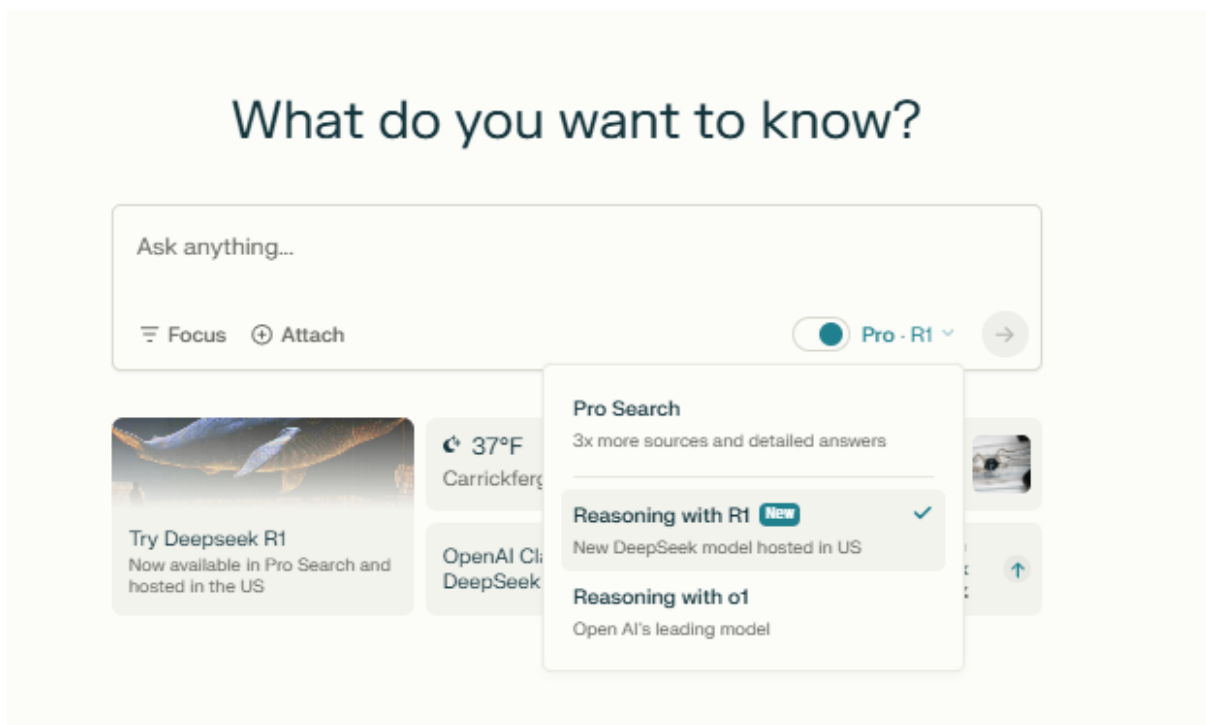 What do you want to know?
Ask anything...
Focus
Attach
Pro · R1
Pro Search
3x more sources and detailed answers
Reasoning with R1 New
New DeepSeek model hosted in US
Reasoning with o1
Open AI's leading model
Try Deepseek R1
Now available in Pro Search and
hosted in the US
37°F
Carrickferg
OpenAI Cl
DeepSeek